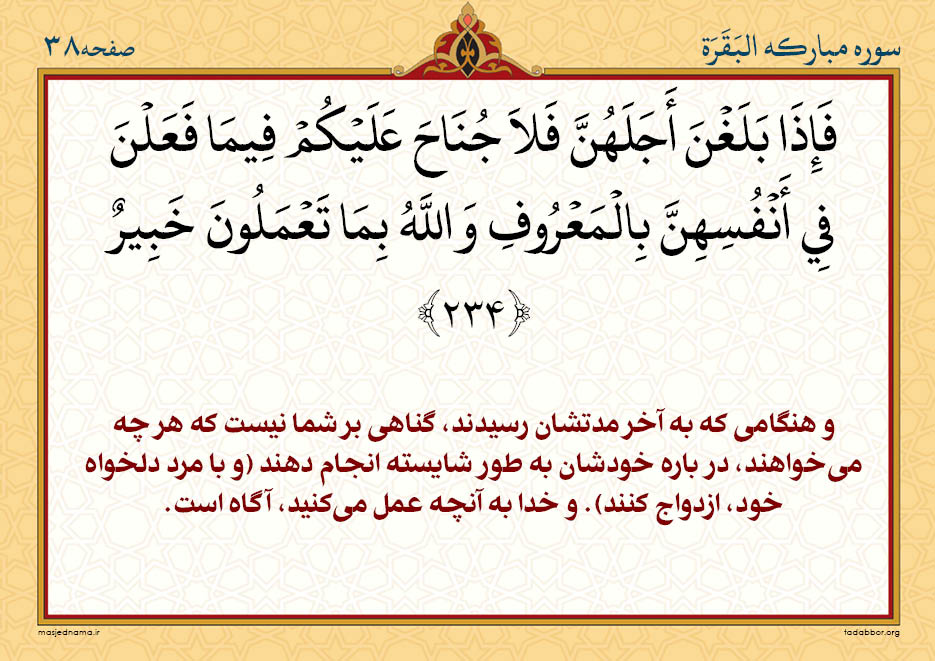 سوره مبارکه البَقَرَة
صفحه۳۸
فَإِذَا بَلَغْنَ أَجَلَهُنَّ فَلاَ جُنَاحَ عَلَيْكُمْ فِيمَا فَعَلْنَ
فِي أَنْفُسِهِنَّ بِالْمَعْرُوفِ وَاللَّهُ بِمَا تَعْمَلُونَ خَبِيرٌ
﴿۲۳۴﴾
و هنگامی که به آخر مدتشان رسیدند، گناهی بر شما نیست که هر چه
می‌خواهند، در باره خودشان به طور شایسته انجام دهند (و با مرد دلخواه
خود، ازدواج کنند). و خدا به آنچه عمل می‌کنید، آگاه است.
masjednama.ir
tadabbor.org